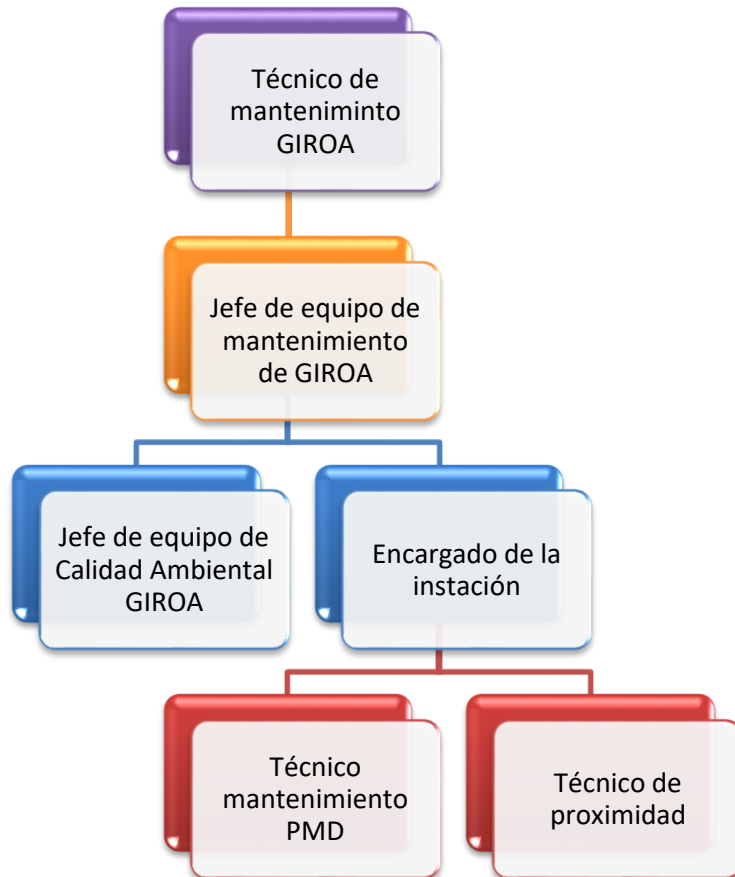 Técnico de
manteniminto
GIROA
Jefe de equipo de
mantenimiento
de GIROA
Jefe de equipo de
Calidad Ambiental
GIROA
Encargado de la
instación
Técnico
mantenimiento
PMD
Técnico de
proximidad